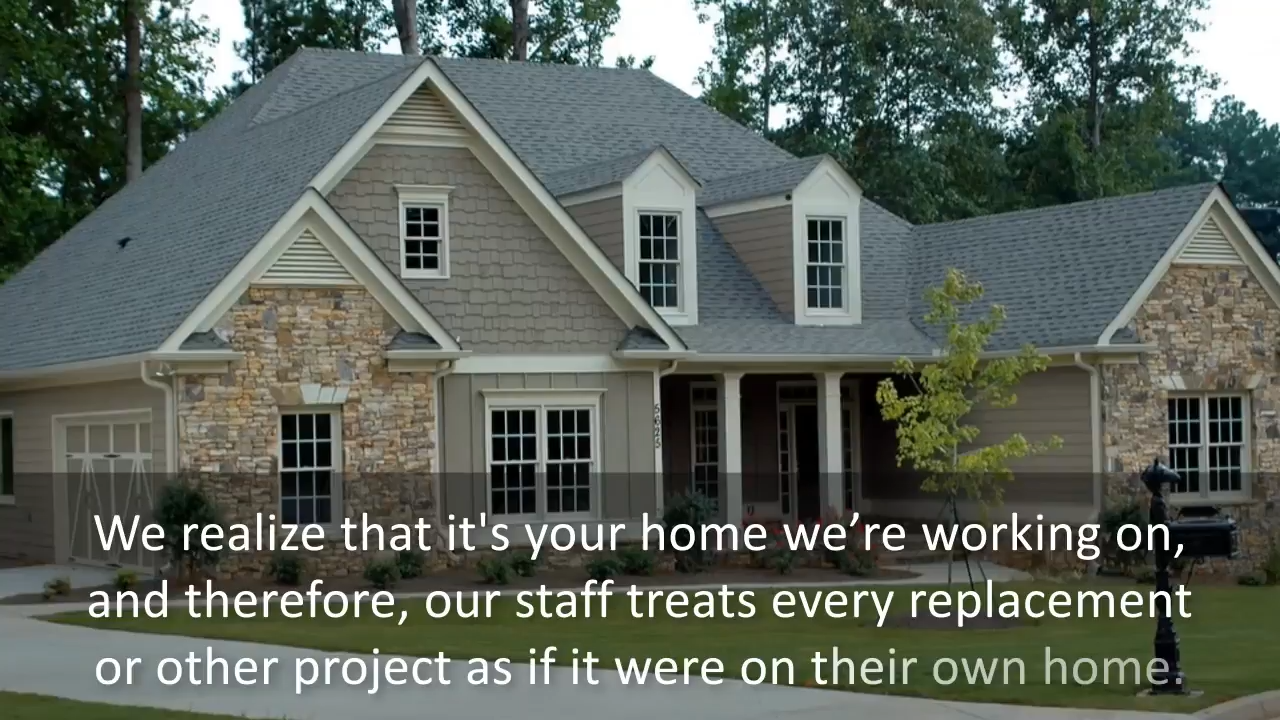 5625
We realize that it's your home we’re working on,
and therefore, our staff treats every replacement
or other project as if it were on their own home.